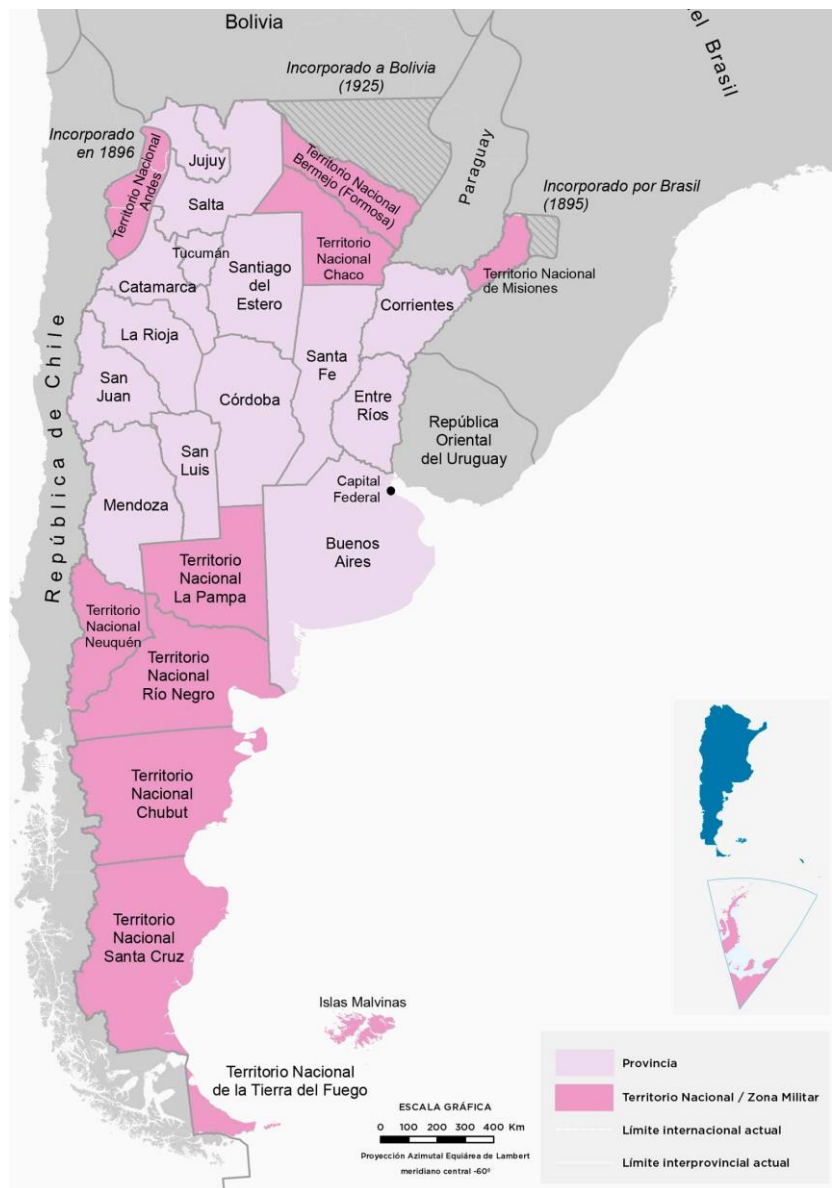 Bolivia
del Brasil
Incorporado a Bolivia
(1925)
Incorporado
en 1896
Territorio Nacional
Andes
Jujuy
Territorio Nacional
Bermejo (Formosa)
Paraguay
Incorporado por Brasil
(1895)
Salta
Tucumán
Territorio
Nacional
Chaco
Territorio Nacional
de Misiones
Catamarca
Santiago
del
Estero
Corrientes
La Rioja
Santa
Fe
San
Juan
Córdoba
Entre
Ríos
República
Oriental
del Uruguay
República de Chile
San
Luis
Mendoza
Capital
Federal
Buenos
Aires
Territorio
Nacional
La Pampa
Territorio
Nacional
Neuquén
Territorio
Nacional
Río Negro
Territorio
Nacional
Chubut
Territorio
Nacional
Santa Cruz
Islas Malvinas
Territorio Nacional
de la Tierra del Fuego
ESCALA GRÁFICA
0 100 200 300 400 Km
Proyección Azimutal Equiárea de Lambert
meridiano central -60º
Provincia
Territorio Nacional / Zona Militar
Límite internacional actual
Límite interprovincial actual